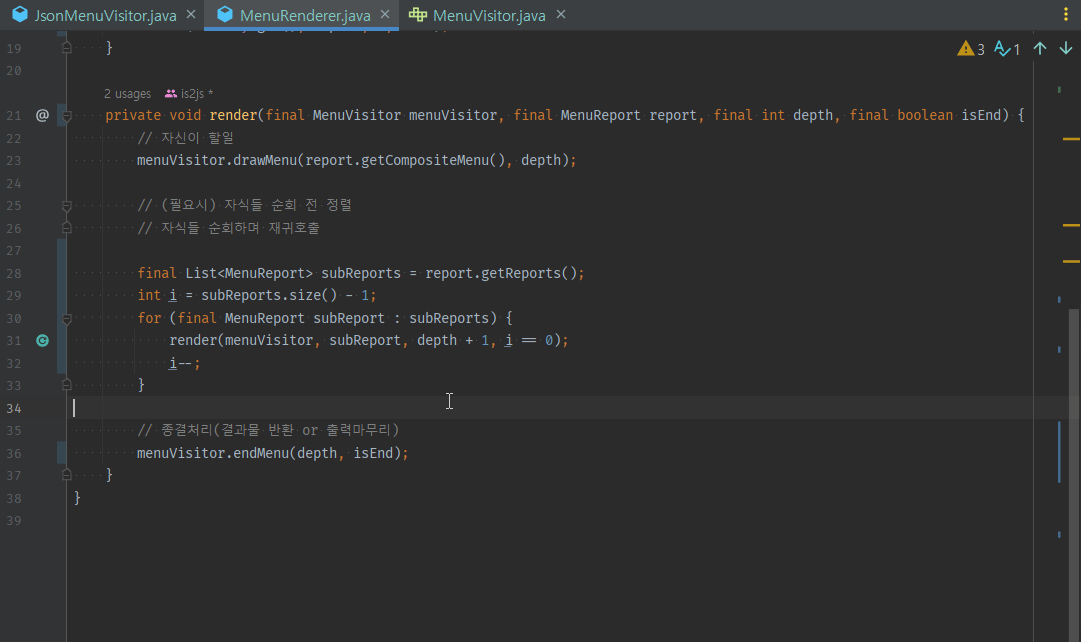 JsonMenuVisitor.java MenuRenderer.java MenuVisitor.java
19 }
3 1
20
2 usages is2js *
21 @ private void render(final MenuVisitor menuVisitor, final MenuReport report, final int depth, final boolean isEnd) {
22 // 자신이 할일
23 menuVisitor.drawMenu(report.getCompositeMenu(), depth);
24
25 // (필요시) 자식들 순회 전 정렬
26 // 자식들 순회하며 재귀호출
27
28 final List<MenuReport> subReports = report.getReports();
29 int i = subReports.size() - 1;
30 for (final MenuReport subReport : subReports) {
31 render(menuVisitor, subReport, depth + 1, i == 0);
32 i--;
33 }
34
35 // 종결처리(결과물 반환 or 출력마무리)
36 menuVisitor.endMenu(depth, isEnd);
37 }
38 }
39